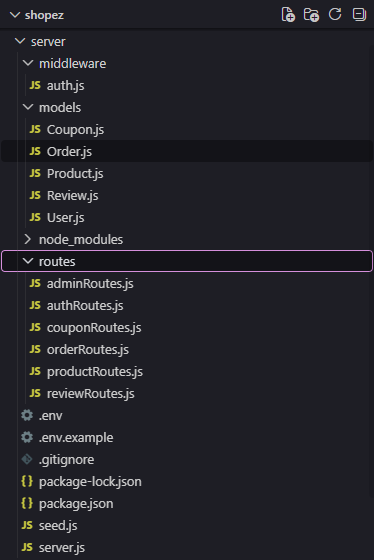 shopez
server
middleware
JS auth.js
models
JS Coupon.js
JS Order.js
JS Product.js
JS Review.js
JS User.js
node_modules
routes
JS adminRoutes.js
JS authRoutes.js
JS couponRoutes.js
JS orderRoutes.js
JS productRoutes.js
JS reviewRoutes.js
.env
.env.example
.gitignore
{} package-lock.json
{} package.json
JS seed.js
JS server.js